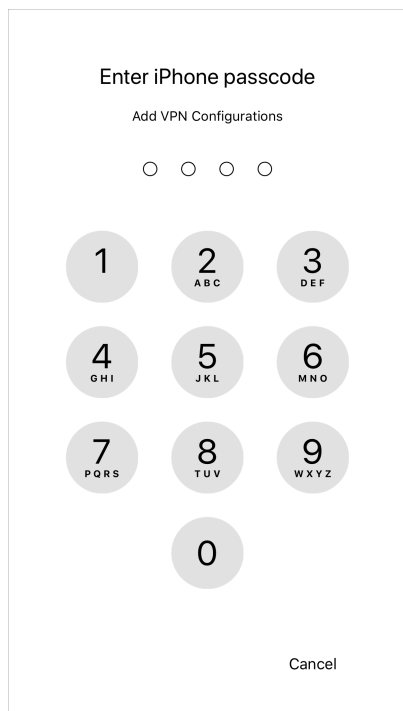 Enter iPhone passcode
Add VPN Configurations
1 2 3
ABC DEF
4 5 6
GHI JKL MNO
7 8 9
PQRS TUV WXYZ
0
Cancel